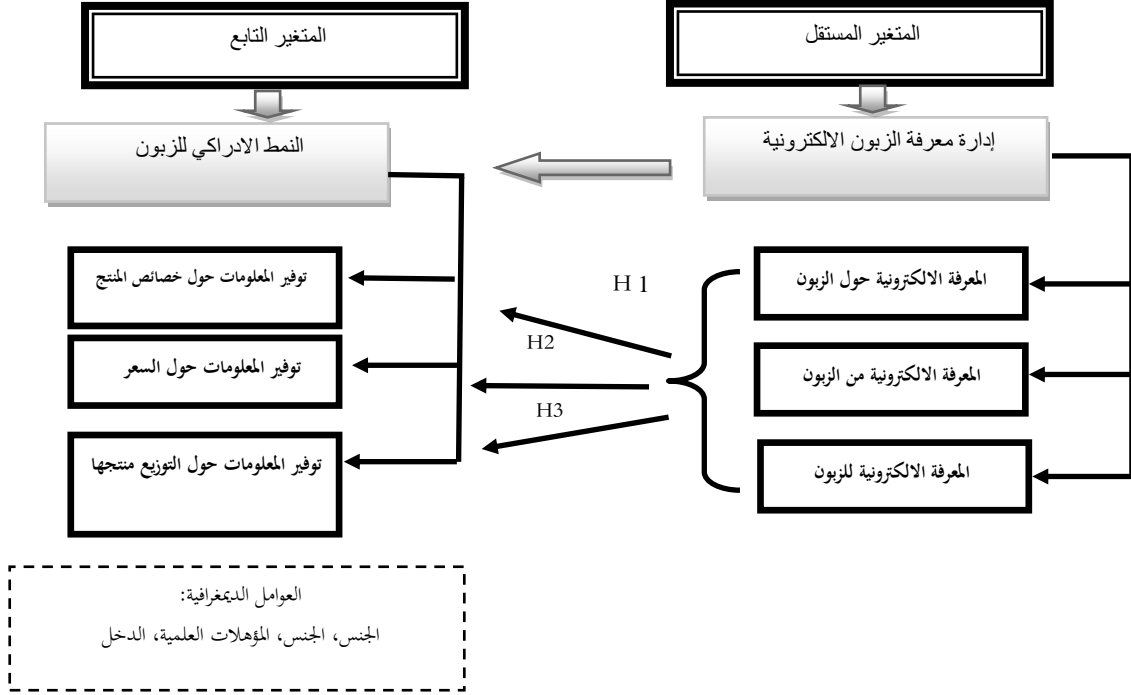 المتغير المستقل
المتغير التابع
إدارة معرفة الزبون الالكترونية
النمط الادراكي للزبون
المعرفة الالكترونية حول الزبون
المعرفة الالكترونية من الزبون
المعرفة الالكترونية للزبون
H 1
H2
H3
توفير المعلومات حول خصائص المنتج
توفير المعلومات حول السعر
توفير المعلومات حول التوزيع منتجها
العوامل الديمغرافية:
الجنس، الجنس، المؤهلات العلمية، الدخل